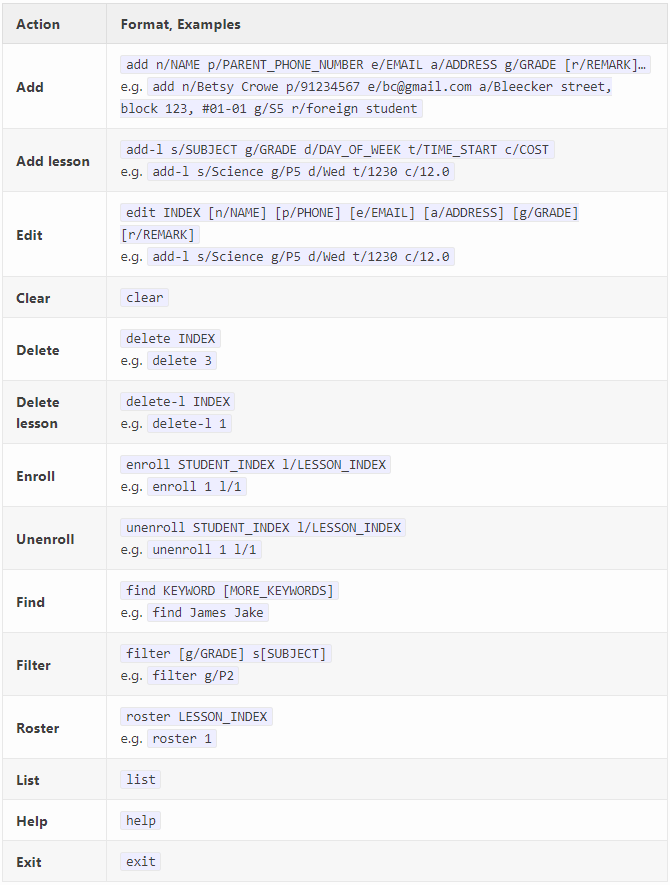 Action Format, Examples
Add add n/NAME p/PARENT_PHONE_NUMBER e/EMAIL a/ADDRESS g/GRADE [r/REMARK]…
e.g. add n/Betsy Crowe p/91234567 e/bc@gmail.com a/Bleecker street,
block 123, #01-01 g/S5 r/foreign student
Add lesson add-l s/SUBJECT g/GRADE d/DAY_OF_WEEK t/TIME_START c/COST
e.g. add-l s/Science g/P5 d/Wed t/1230 c/12.0
Edit edit INDEX [n/NAME] [p/PHONE] [e/EMAIL] [a/ADDRESS] [g/GRADE]
[r/REMARK]
e.g. add-l s/Science g/P5 d/Wed t/1230 c/12.0
Clear clear
Delete delete INDEX
e.g. delete 3
Delete
lesson
delete-l INDEX
e.g. delete-l 1
Enroll enroll STUDENT_INDEX l/LESSON_INDEX
e.g. enroll 1 l/1
Unenroll unenroll STUDENT_INDEX l/LESSON_INDEX
e.g. unenroll 1 l/1
Find find KEYWORD [MORE_KEYWORDS]
e.g. find James Jake
Filter filter [g/GRADE] s[SUBJECT]
e.g. filter g/P2
Roster roster LESSON_INDEX
e.g. roster 1
List list
Help help
Exit exit